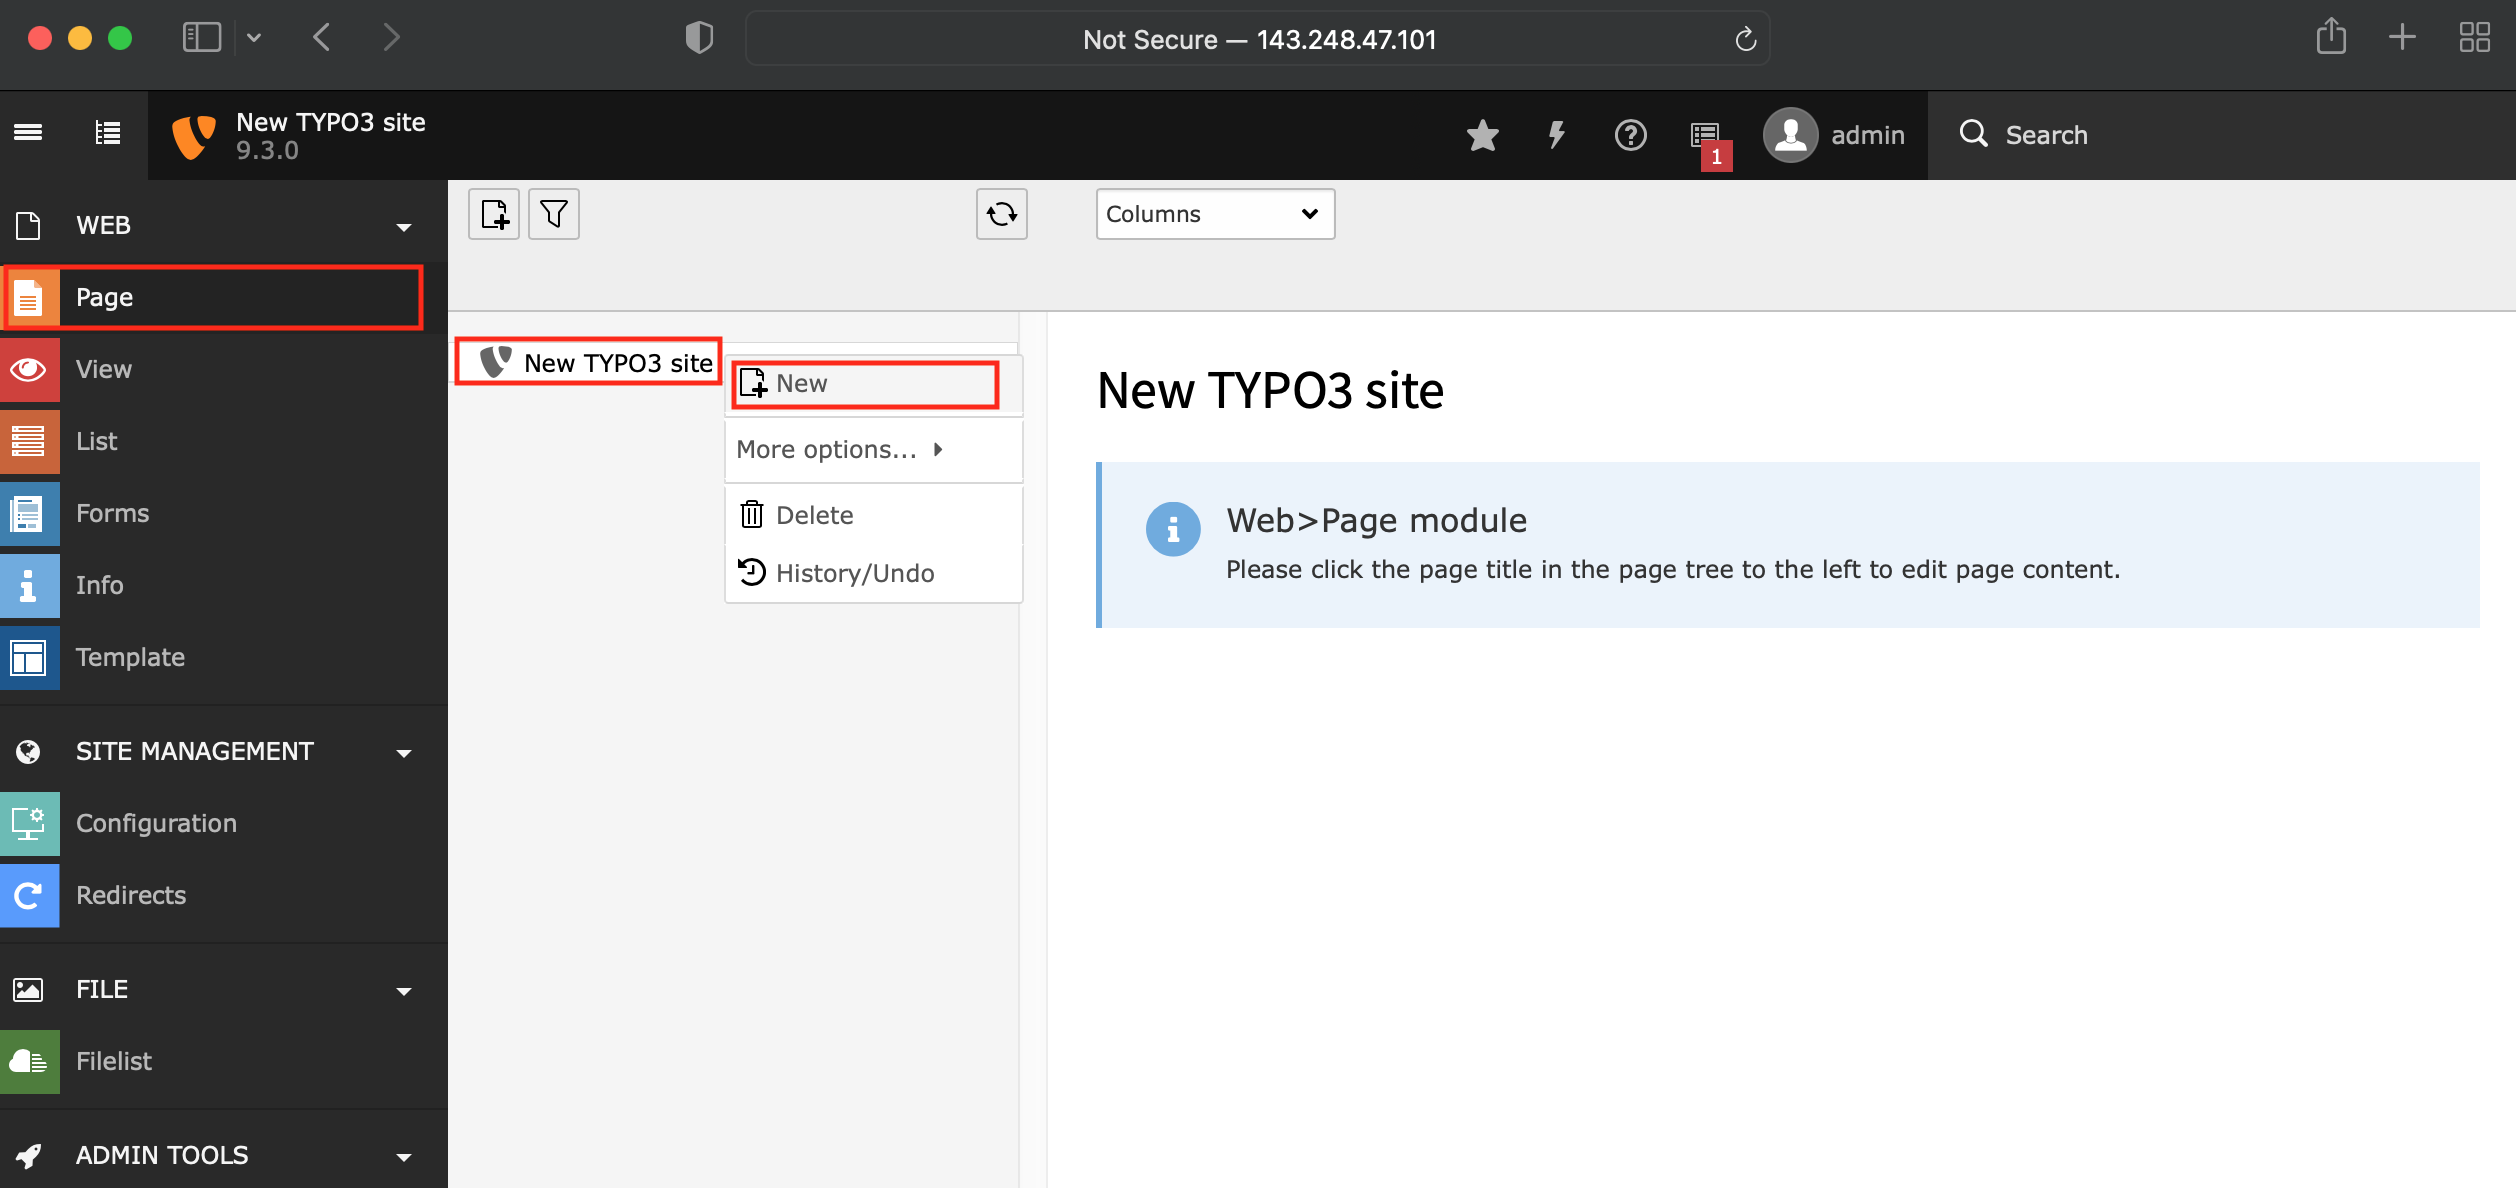 Not Secure — 143.248.47.101
New TYPO3 site
9.3.0
1
admin
Search
WEB
Page
View
List
Forms
Info
Template
SITE MANAGEMENT
Configuration
Redirects
FILE
Filelist
ADMIN TOOLS
Columns
New TYPO3 site
New
More options...
Delete
History/Undo
New TYPO3 site
Web>Page module
Please click the page title in the page tree to the left to edit page content.